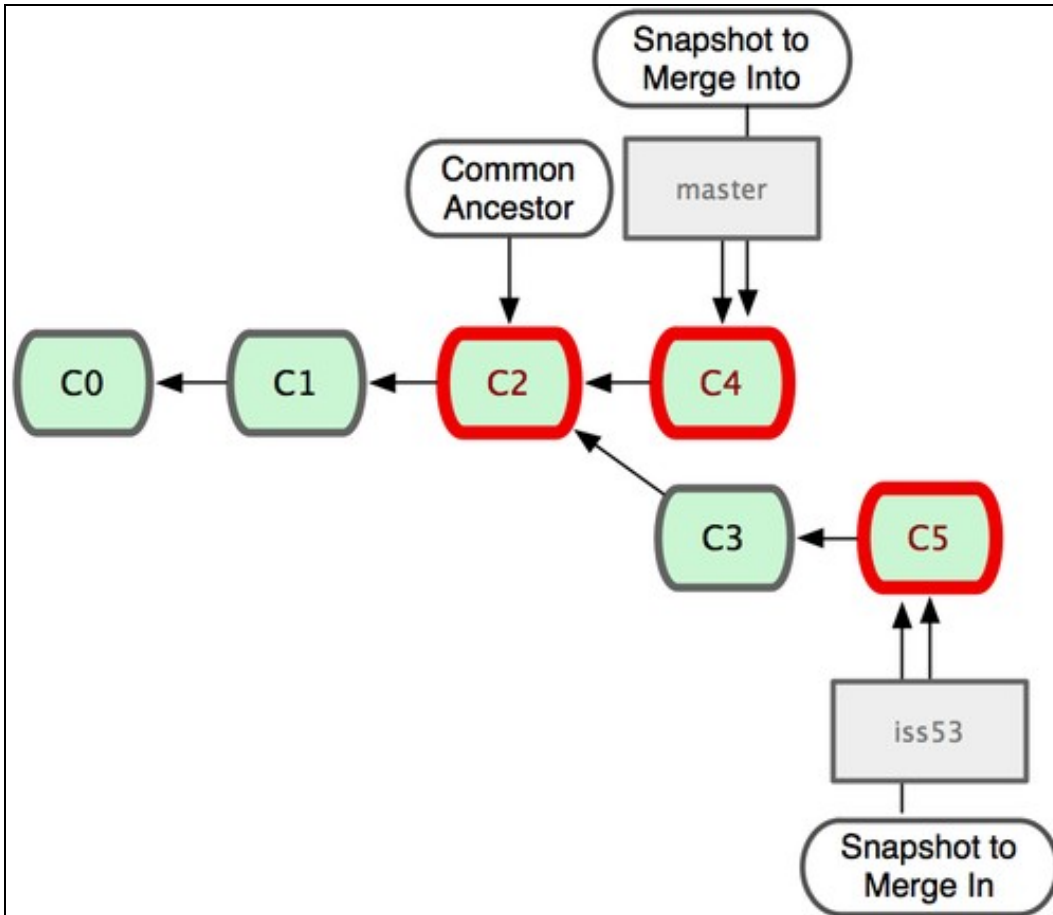 Snapshot to
Merge Into
master
Common
Ancestor
C0
C1
C2
C4
C3
C5
iss53
Snapshot to
Merge In